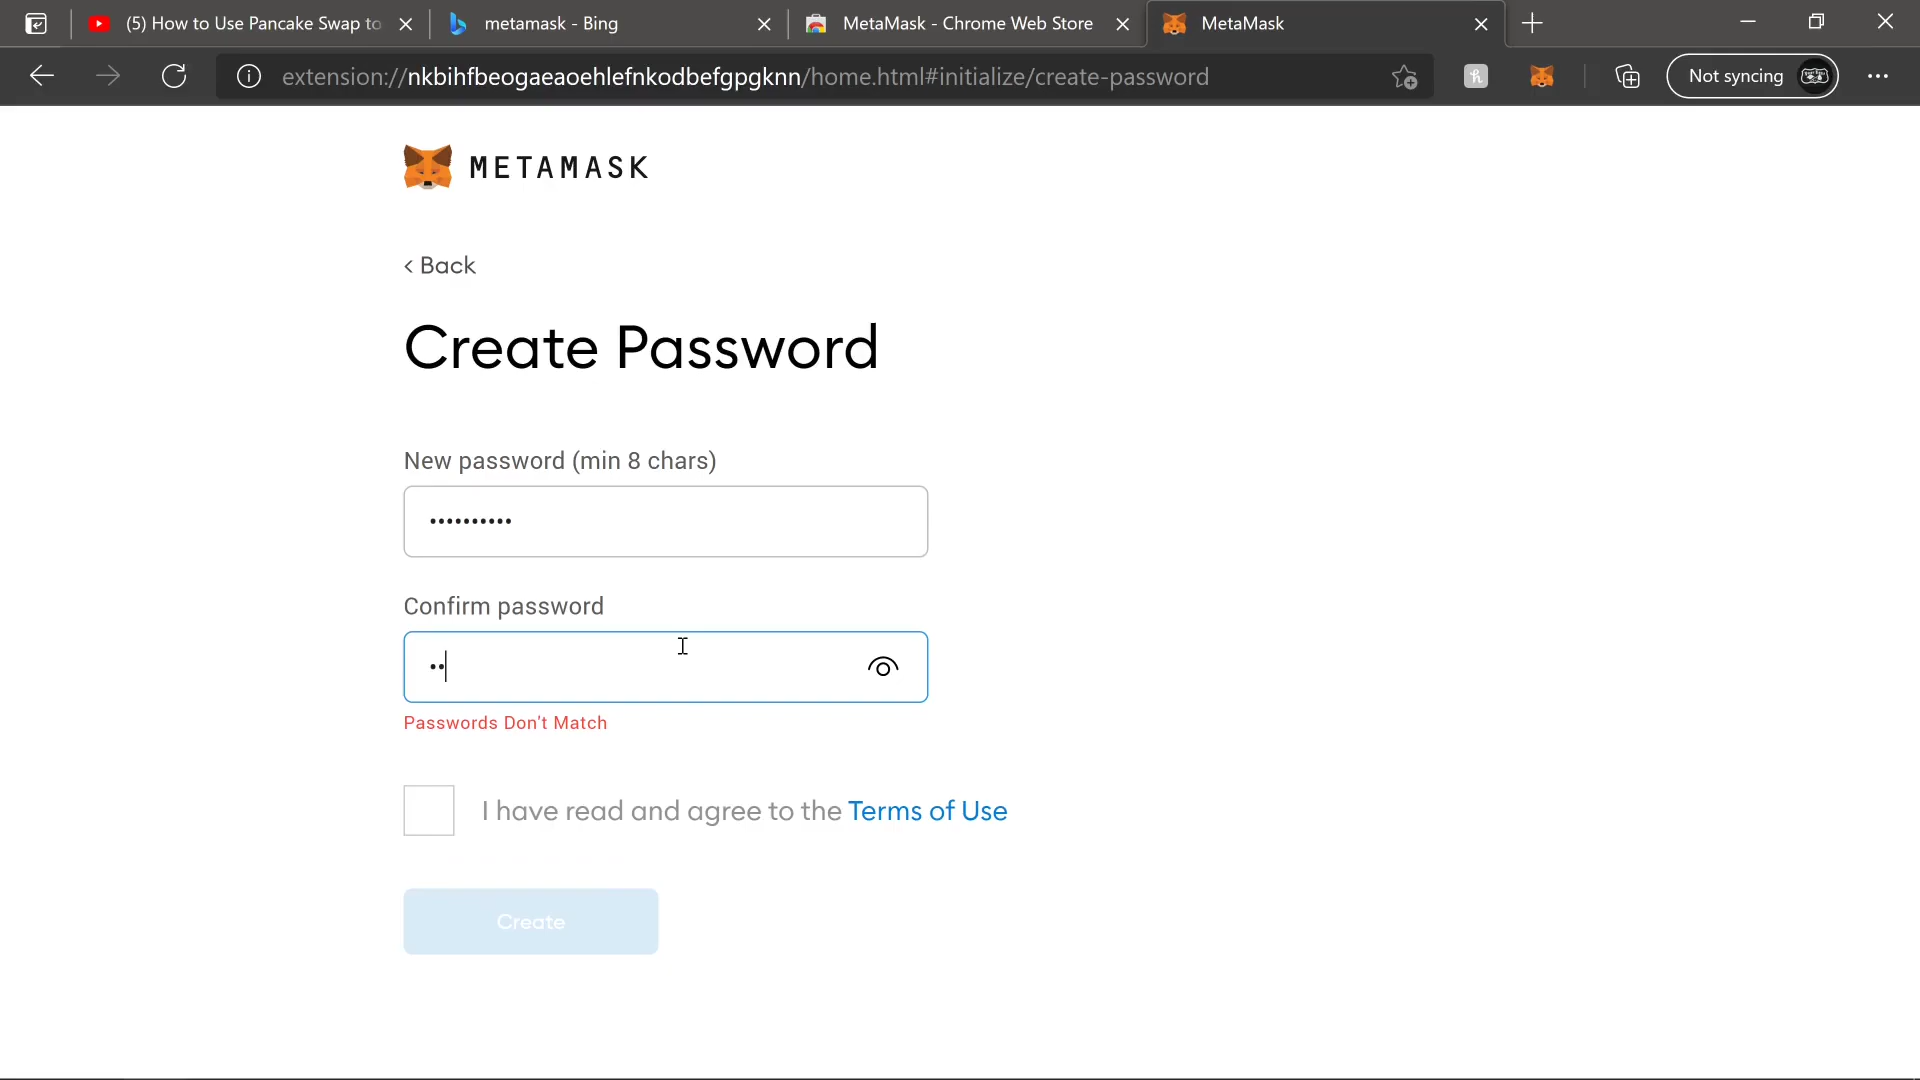 (5) How to Use Pancake Swap to
metamask - Bing
MetaMask - Chrome Web Store
MetaMask
extension://nkbihfbeogaeaoehlefnkodbefgpgknn/home.html#initialize/create-password
Not syncing
METAMASK
< Back
Create Password
New password (min 8 chars)
••••••••••
Confirm password
••
Passwords Don't Match
I have read and agree to the Terms of Use
Create